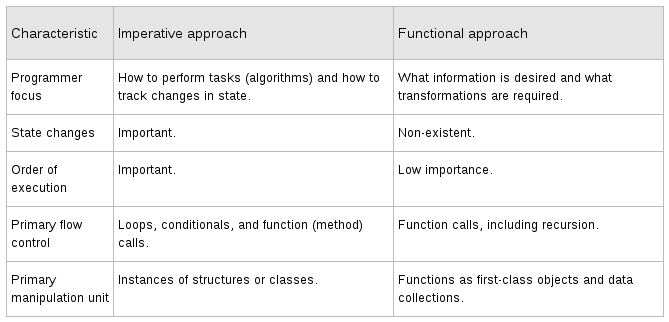 Characteristic Imperative approach Functional approach
Programmer focus How to perform tasks (algorithms) and how to track changes in state. What information is desired and what transformations are required.
State changes Important. Non-existent.
Order of execution Important. Low importance.
Primary flow control Loops, conditionals, and function (method) calls. Function calls, including recursion.
Primary manipulation unit Instances of structures or classes. Functions as first-class objects and data collections.